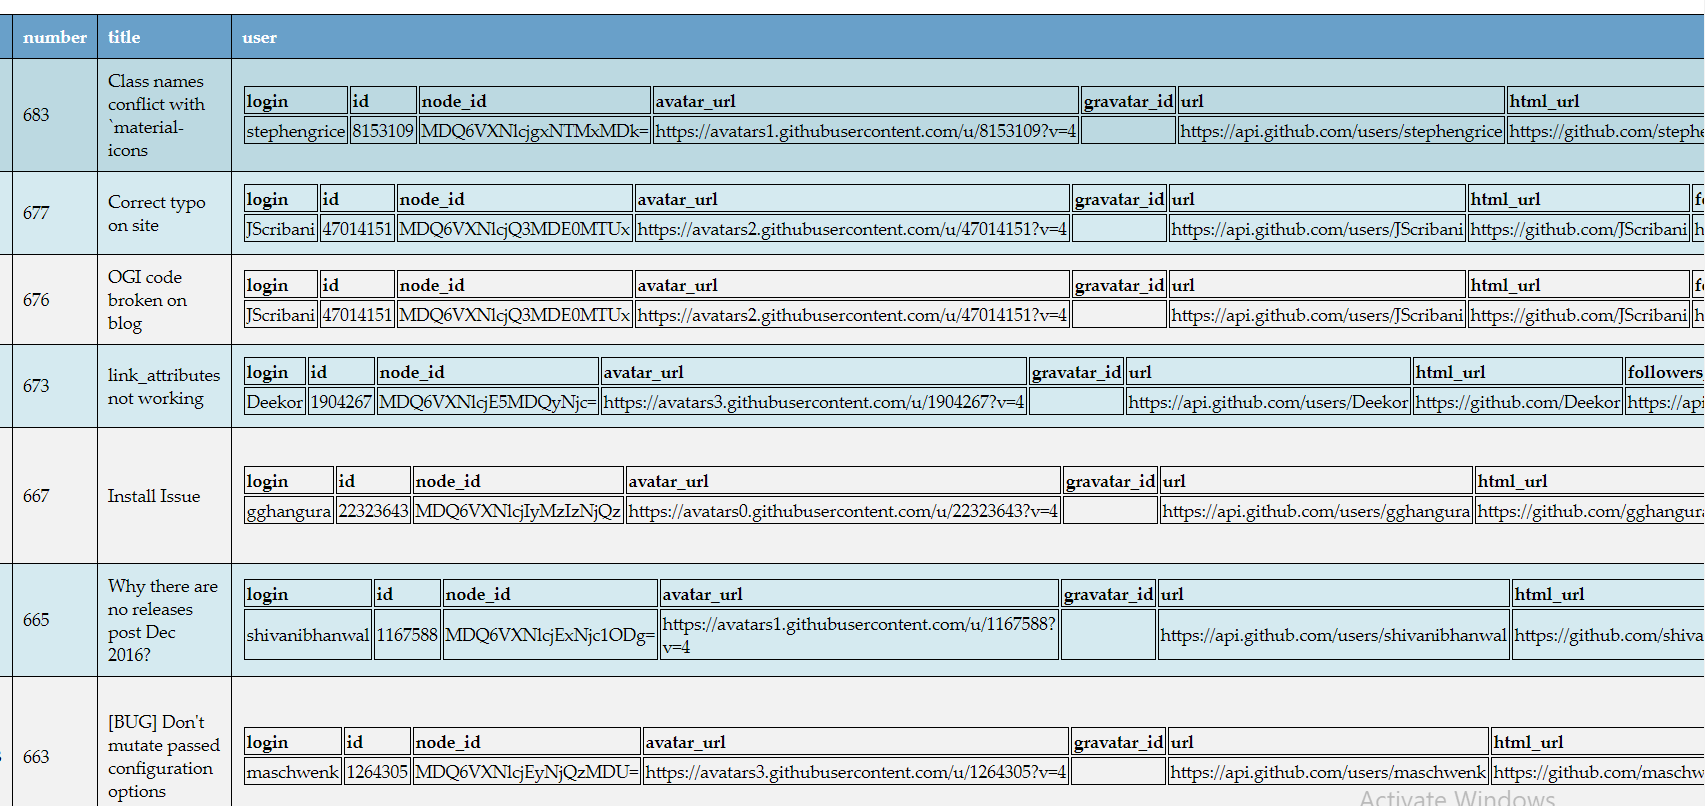 number title user
683
Class names
conflict with
`material-
icons
login id node_id avatar_url gravatar_id url html_url
stephengrice 8153109 MDQ6VXNlcjgxNTMxMDk= https://avatars1.githubusercontent.com/u/8153109?v=4 https://api.github.com/users/stephengrice https://github.com/stephe
677
Correct typo
on site
login id node_id avatar_url gravatar_id url html_url f
JScribani 47014151 MDQ6VXNlcjQ3MDE0MTUx https://avatars2.githubusercontent.com/u/47014151?v=4 https://api.github.com/users/JScribani https://github.com/JScribani h
676
OGI code
broken on
blog
login id node_id avatar_url gravatar_id url html_url f
JScribani 47014151 MDQ6VXNlcjQ3MDE0MTUx https://avatars2.githubusercontent.com/u/47014151?v=4 https://api.github.com/users/JScribani https://github.com/JScribani h
673
link_attributes
not working
login id node_id avatar_url gravatar_id url html_url followers_
Deekor 1904267 MDQ6VXNlcjE5MDQyNjc= https://avatars3.githubusercontent.com/u/1904267?v=4 https://api.github.com/users/Deekor https://github.com/Deekor https://api
667
Install Issue
login id node_id avatar_url gravatar_id url html_url
gghangura 22323643 MDQ6VXNlcjIyMzIzNjQz https://avatars0.githubusercontent.com/u/22323643?v=4 https://api.github.com/users/gghangura https://github.com/gghangura
665
Why there are
no releases
post Dec
2016?
login id node_id avatar_url gravatar_id url html_url
shivanibhanwal 1167588 MDQ6VXNlcjExNjc1ODg= https://avatars1.githubusercontent.com/u/1167588?
v=4 https://api.github.com/users/shivanibhanwal https://github.com/shiva
663
[BUG] Don't
mutate passed
configuration
options
login id node_id avatar_url gravatar_id url html_url
maschwenk 1264305 MDQ6VXNlcjEyNjQzMDU= https://avatars3.githubusercontent.com/u/1264305?v=4 https://api.github.com/users/maschwenk https://github.com/maschw
Activate Windows